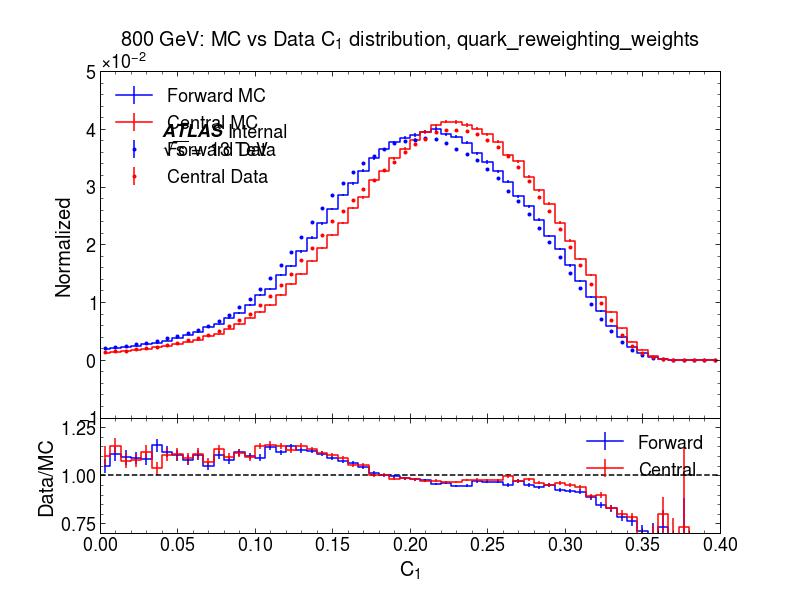 800 GeV: MC vs Data C₁ distribution, quark_reweighting_weights
×10⁻²
5
4
3
2
1
0
−1
Normalized
Forward MC
Central MC
ATLAS Internal
√s = 13 TeV
Forward Data
Central Data
1.25
1.00
0.75
Data/MC
Forward
Central
0.00 0.05 0.10 0.15 0.20 0.25 0.30 0.35 0.40
C₁